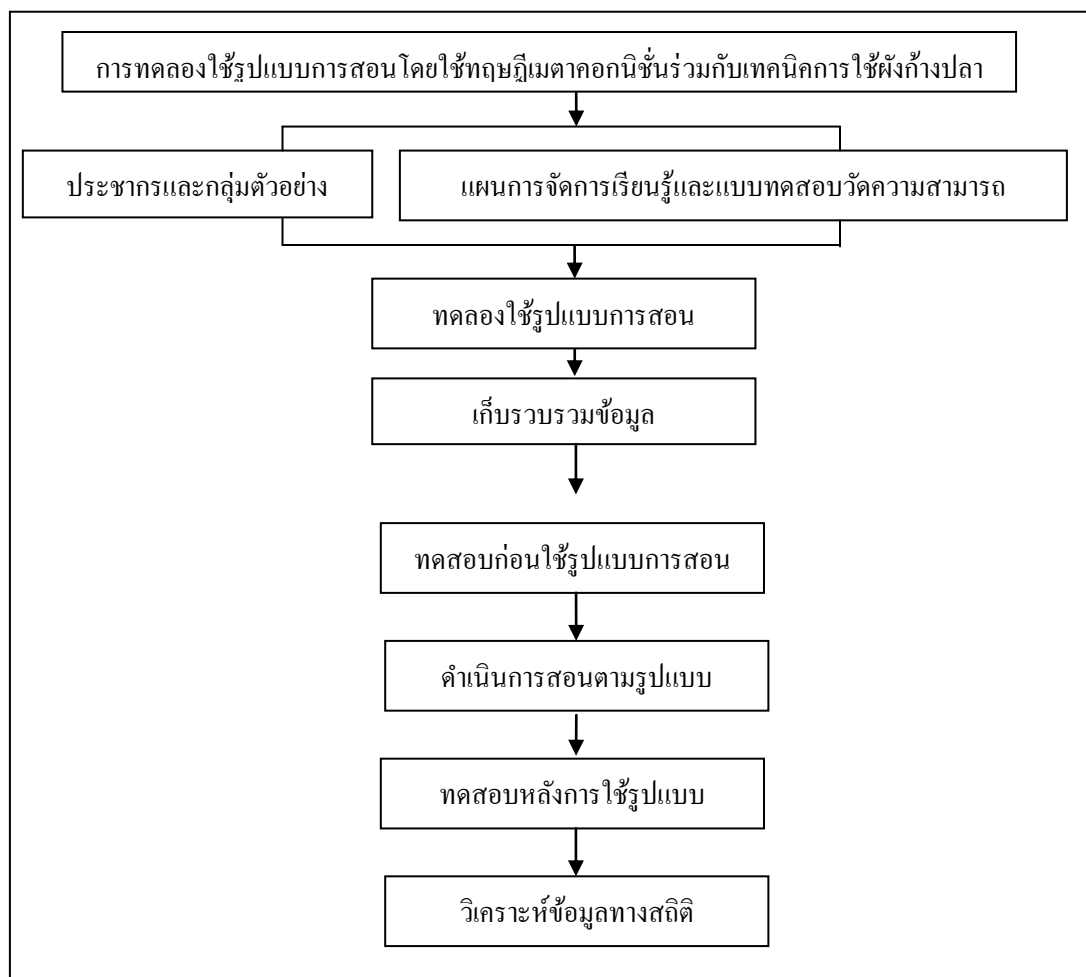 การทดลองใช้รูปแบบการสอนโดยใช้ทฤษฎีเมตาคอกนิชั่นร่วมกับเทคนิคการใช้ผังก้างปลา
ประชากรและกลุ่มตัวอย่าง
แผนการจัดการเรียนรู้และแบบทดสอบวัดความสามารถ
ทดลองใช้รูปแบบการสอน
เก็บรวบรวมข้อมูล
ทดสอบก่อนใช้รูปแบบการสอน
ดำเนินการสอนตามรูปแบบ
ทดสอบหลังการใช้รูปแบบ
วิเคราะห์ข้อมูลทางสถิติ